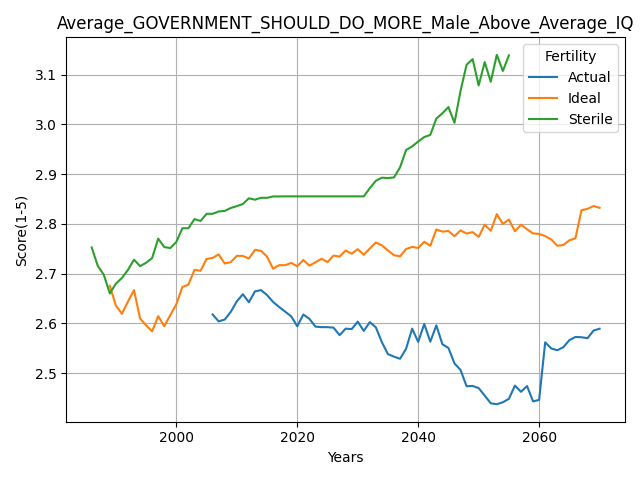 Average_GOVERNMENT_SHOULD_DO_MORE_Male_Above_Average_IQ
Fertility
Actual
Ideal
Sterile
Score(1-5)
3.1
3.0
2.9
2.8
2.7
2.6
2.5
2000
2020
2040
2060
Years